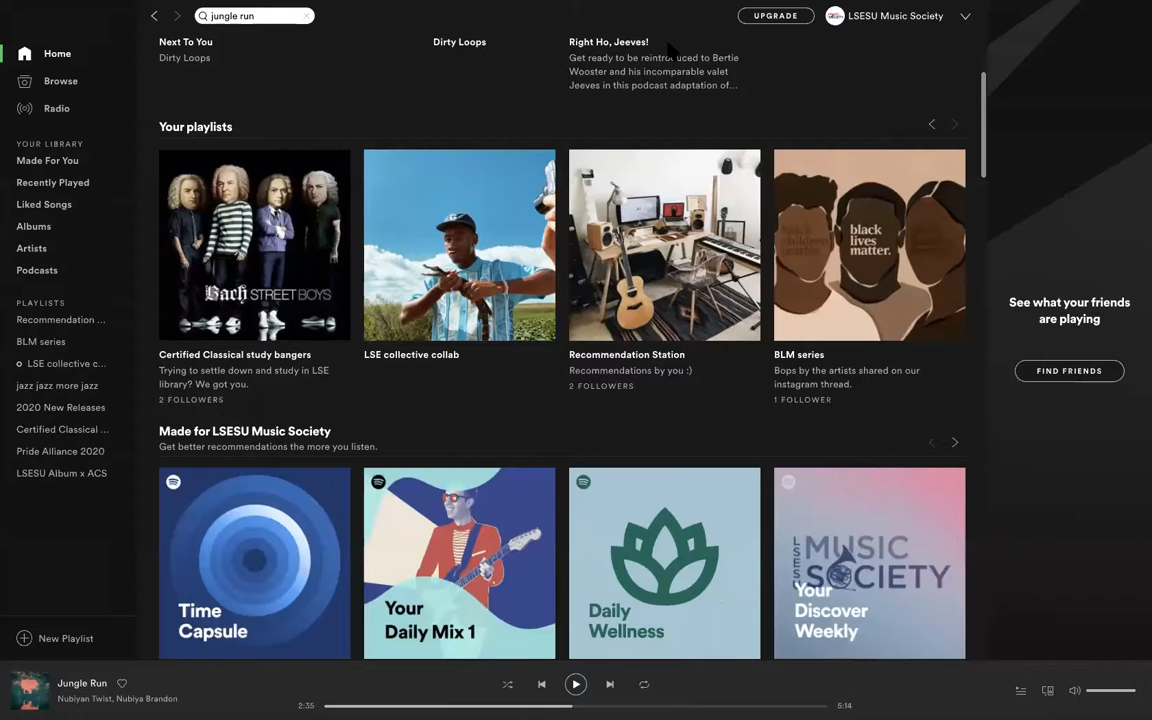 jungle run
UPGRADE
LSESU Music Society
Home
Browse
Radio
YOUR LIBRARY
Made For You
Recently Played
Liked Songs
Albums
Artists
Podcasts
PLAYLISTS
Recommendation ...
BLM series
LSE collective c...
jazz jazz more jazz
2020 New Releases
Certified Classical ...
Pride Alliance 2020
LSESU Album x ACS
New Playlist
Next To You
Dirty Loops
Dirty Loops
Right Ho, Jeeves!
Get ready to be reintroduced to Bertie
Wooster and his incomparable valet
Jeeves in this podcast adaptation of...
Your playlists
Bach STREET BOYS
black
lives
matter.
Certified Classical study bangers
Trying to settle down and study in LSE
library? We got you.
2 FOLLOWERS
LSE collective collab
Recommendation Station
Recommendations by you :)
2 FOLLOWERS
BLM series
Bops by the artists shared on our
instagram thread.
1 FOLLOWER
Made for LSESU Music Society
Get better recommendations the more you listen.
Time
Capsule
Your
Daily Mix 1
Daily
Wellness
LSES
MUSIC
SOCIETY
Your
Discover
Weekly
See what your friends
are playing
FIND FRIENDS
Jungle Run
Nubiyan Twist, Nubiya Brandon
2:35
5:14